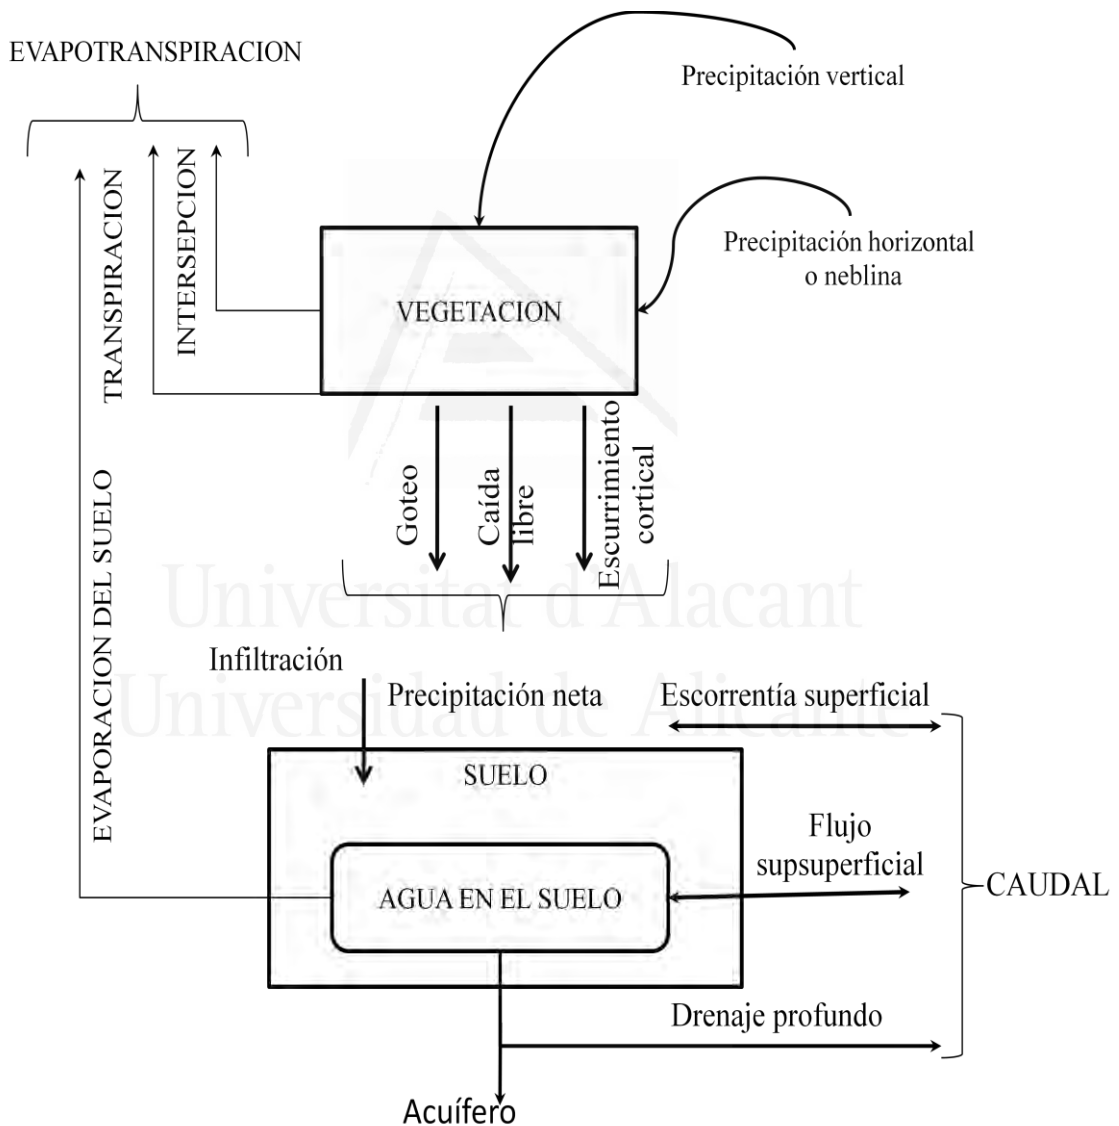 EVAPOTRANSPIRACION
Precipitación vertical
Precipitación horizontal
o neblina
TRANSPIRACION
INTERSEPCION
VEGETACION
Goteo
Caída
libre
Escurrimiento
cortical
EVAPORACION DEL SUELO
Universitat d'Alacant
Universidad de Alicante
Infiltración
Precipitación neta
Escorrentía superficial
SUELO
Flujo
supsuperficial
AGUA EN EL SUELO
CAUDAL
Drenaje profundo
Acuífero